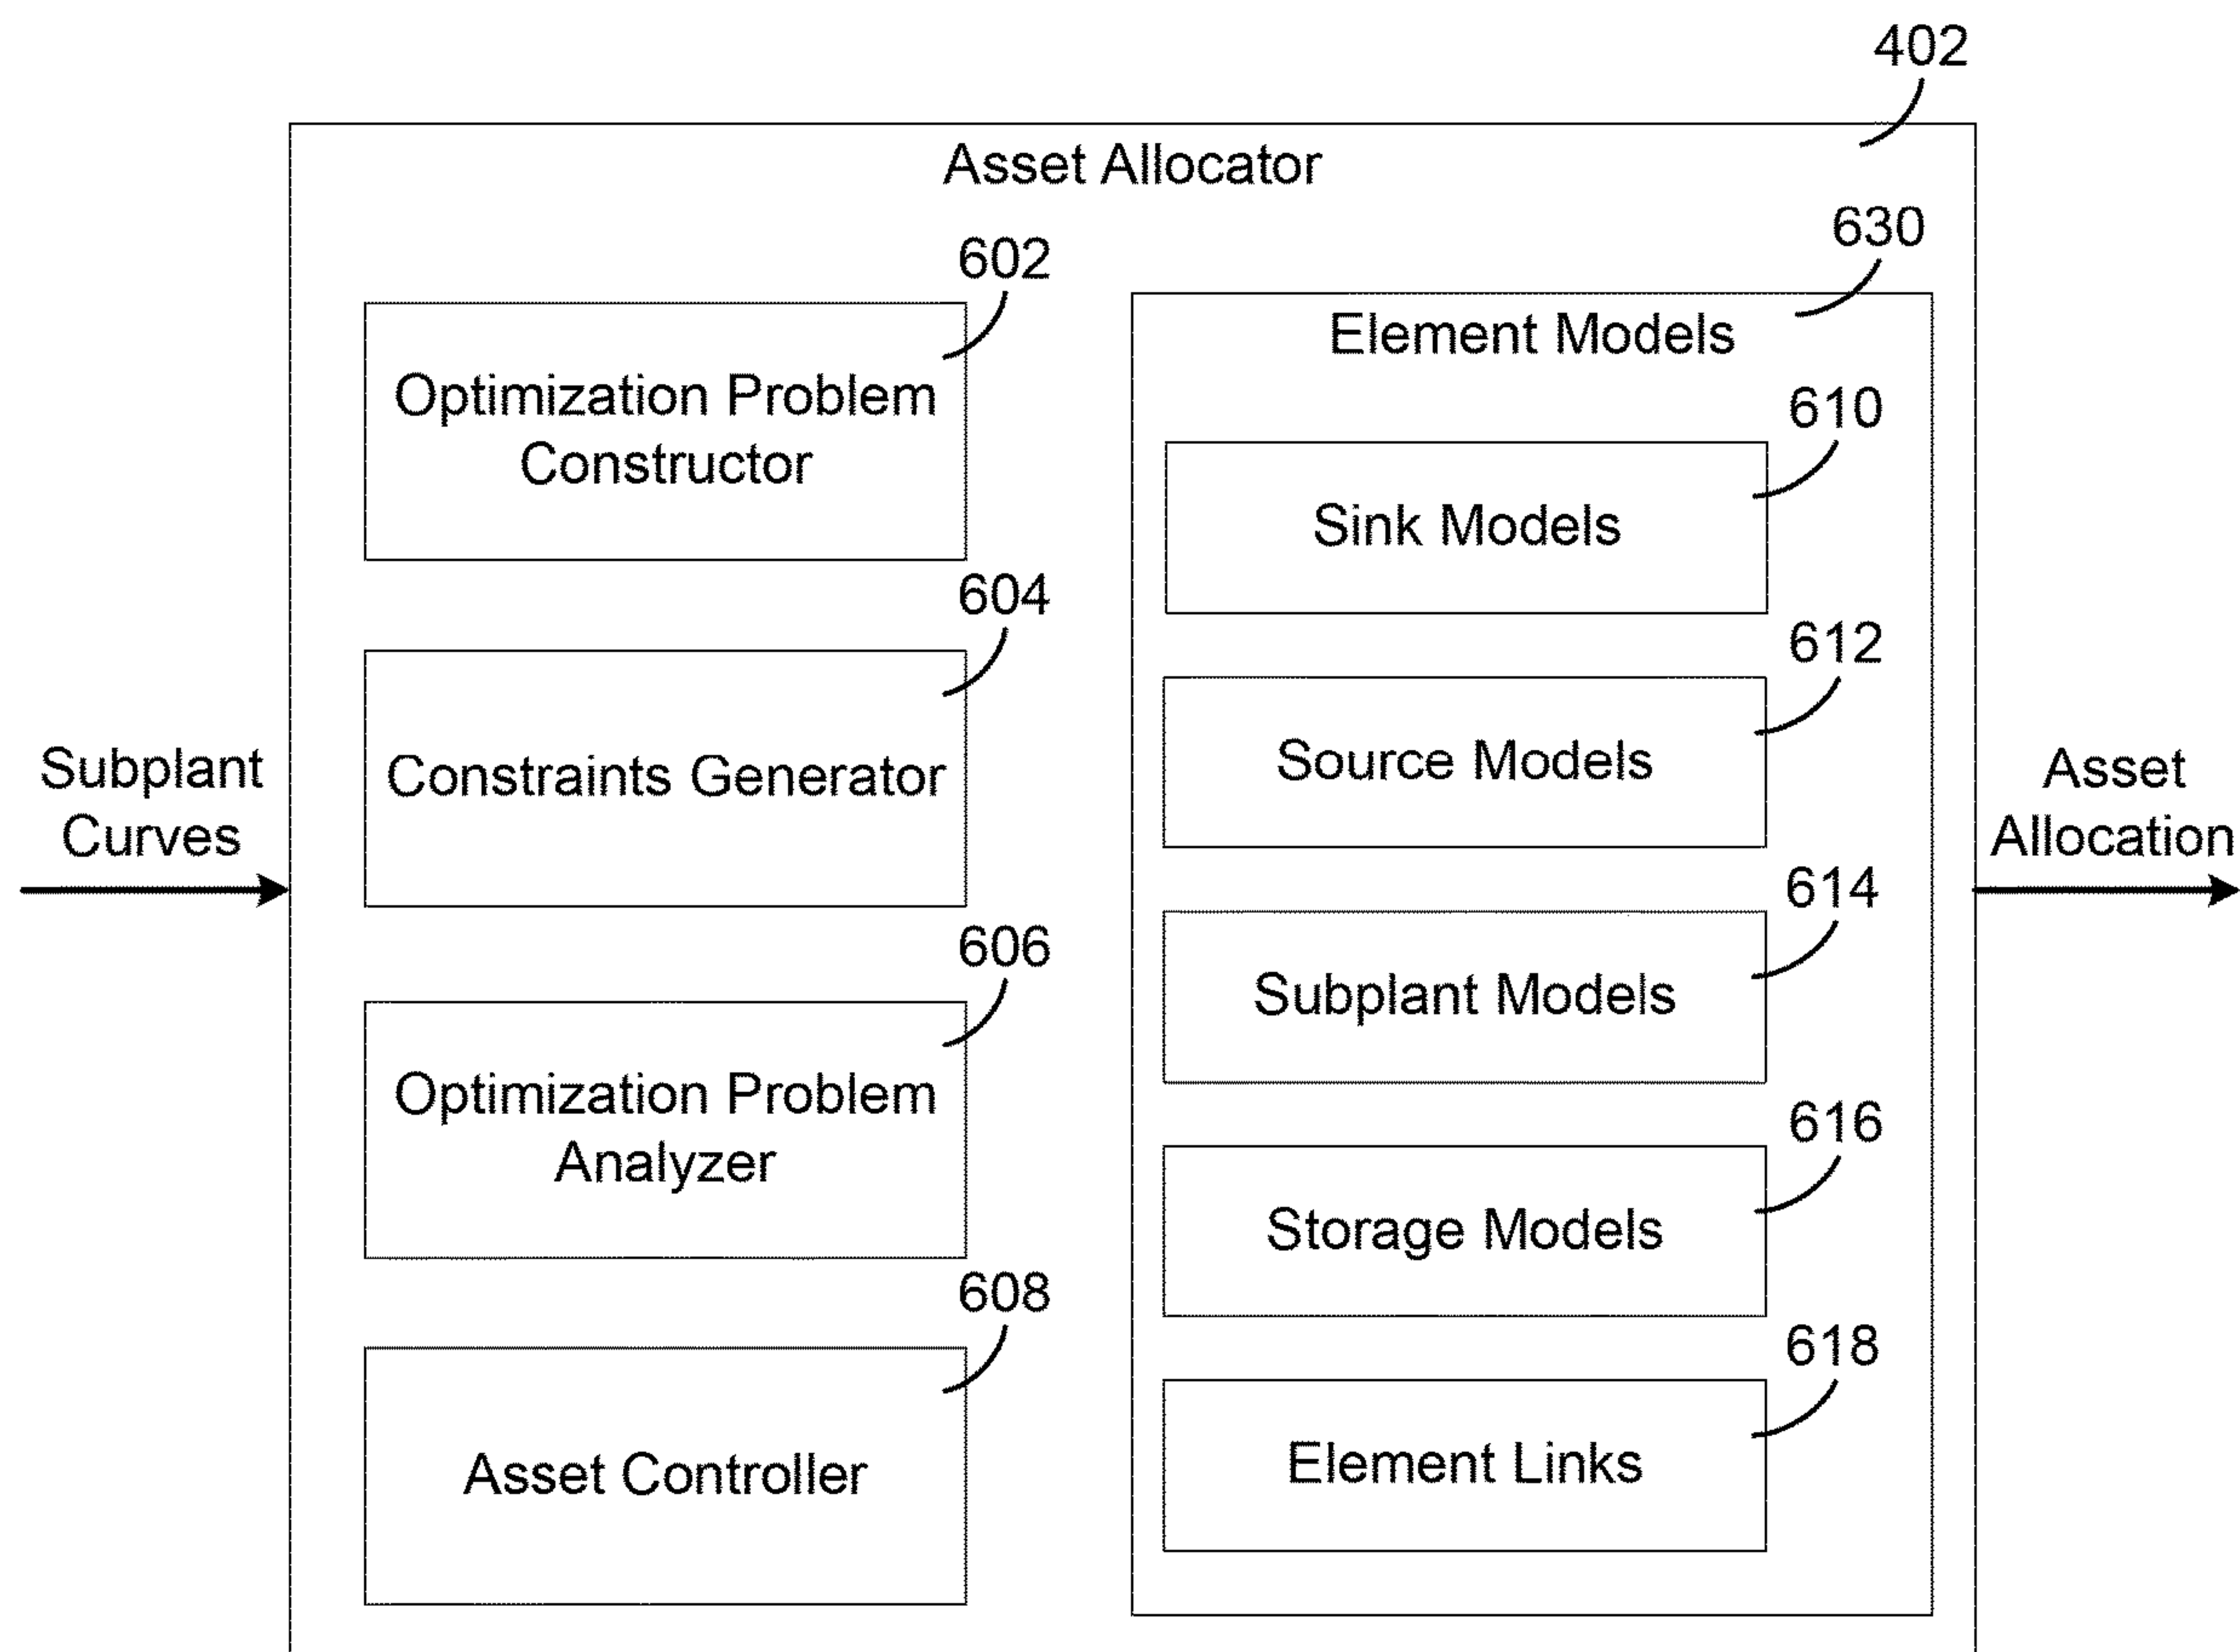 402
Asset Allocator
630
602
Element Models
Optimization Problem
Constructor
610
Sink Models
604
612
Constraints Generator
Source Models
Subplant
Curves
Asset
Allocation
614
606
Subplant Models
Optimization Problem
Analyzer
616
Storage Models
608
618
Asset Controller
Element Links